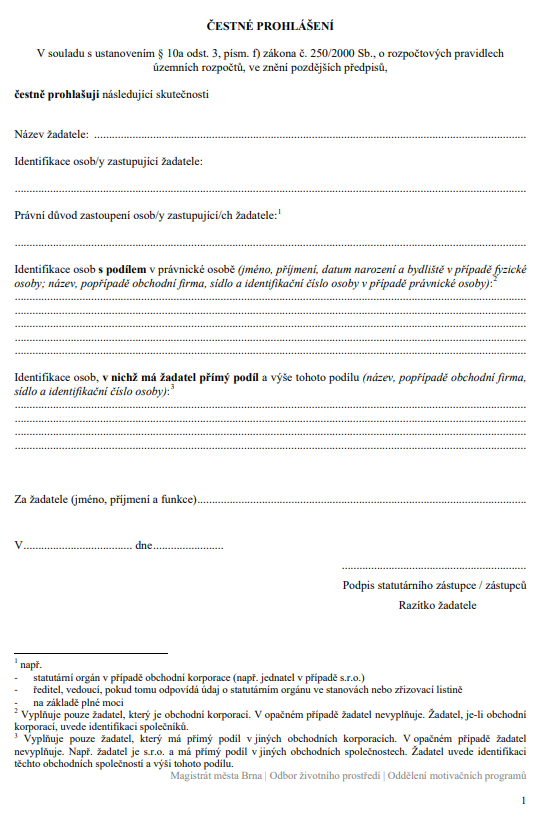 ČESTNÉ PROHLÁŠENÍ
V souladu s ustanovením § 10a odst. 3, písm. f) zákona č. 250/2000 Sb., o rozpočtových pravidlech
územních rozpočtů, ve znění pozdějších předpisů,
čestně prohlašuji následující skutečnosti
Název žadatele: ........................................................................................................
Identifikace osob/y zastupující žadatele:
........................................................................................................
Právní důvod zastoupení osob/y zastupující/ch žadatele:1
........................................................................................................
Identifikace osob s podílem v právnické osobě (jméno, příjmení, datum narození a bydliště v případě fyzické
osoby; název, popřípadě obchodní firma, sídlo a identifikační číslo osoby v případě právnické osoby):2
........................................................................................................
........................................................................................................
........................................................................................................
........................................................................................................
........................................................................................................
Identifikace osob, v nichž má žadatel přímý podíl a výše tohoto podílu (název, popřípadě obchodní firma,
sídlo a identifikační číslo osoby):3
........................................................................................................
........................................................................................................
........................................................................................................
........................................................................................................
Za žadatele (jméno, příjmení a funkce)........................................................................
V.................................... dne........................
..............................................................
Podpis statutárního zástupce / zástupců
Razítko žadatele
1 např.
- statutární orgán v případě obchodní korporace (např. jednatel v případě s.r.o.)
- ředitel, vedoucí, pokud tomu odpovídá údaj o statutárním orgánu ve stanovách nebo zřizovací listině
- na základě plné moci
2 Vyplňuje pouze žadatel, který je obchodní korporací. V opačném případě žadatel nevyplňuje. Žadatel, je-li obchodní
korporací, uvede identifikaci společníků.
3 Vyplňuje pouze žadatel, který má přímý podíl v jiných obchodních korporacích. V opačném případě žadatel
nevyplňuje. Např. žadatel je s.r.o. a má přímý podíl v jiných obchodních společnostech. Žadatel uvede identifikaci
těchto obchodních společností a výši tohoto podílu.
Magistrát města Brna | Odbor životního prostředí | Oddělení motivačních programů
1